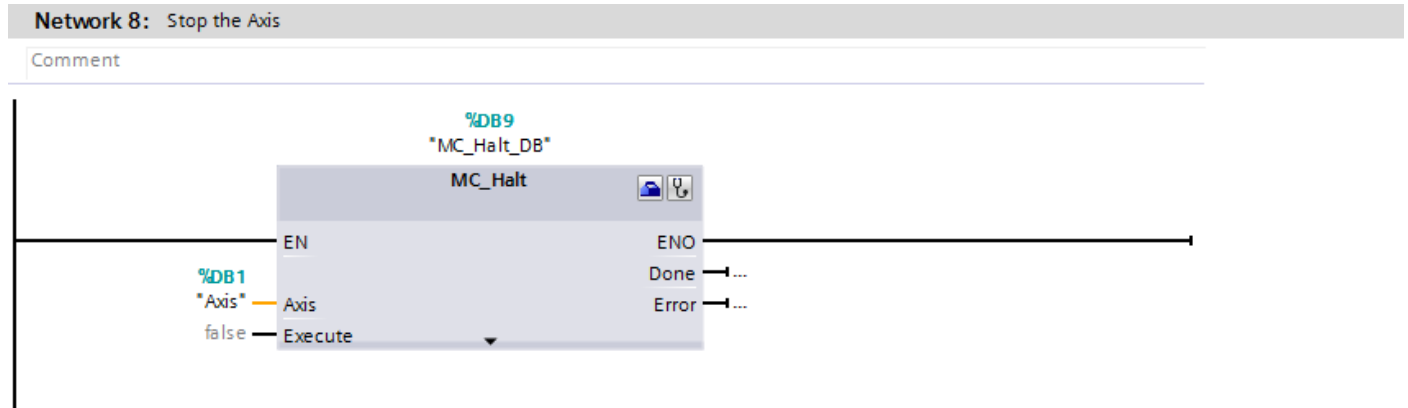 Network 8: Stop the Axis
Comment
%DB9
"MC_Halt_DB"
MC_Halt
EN ENO
%DB1 Done ...
"Axis" Axis Error ...
false Execute